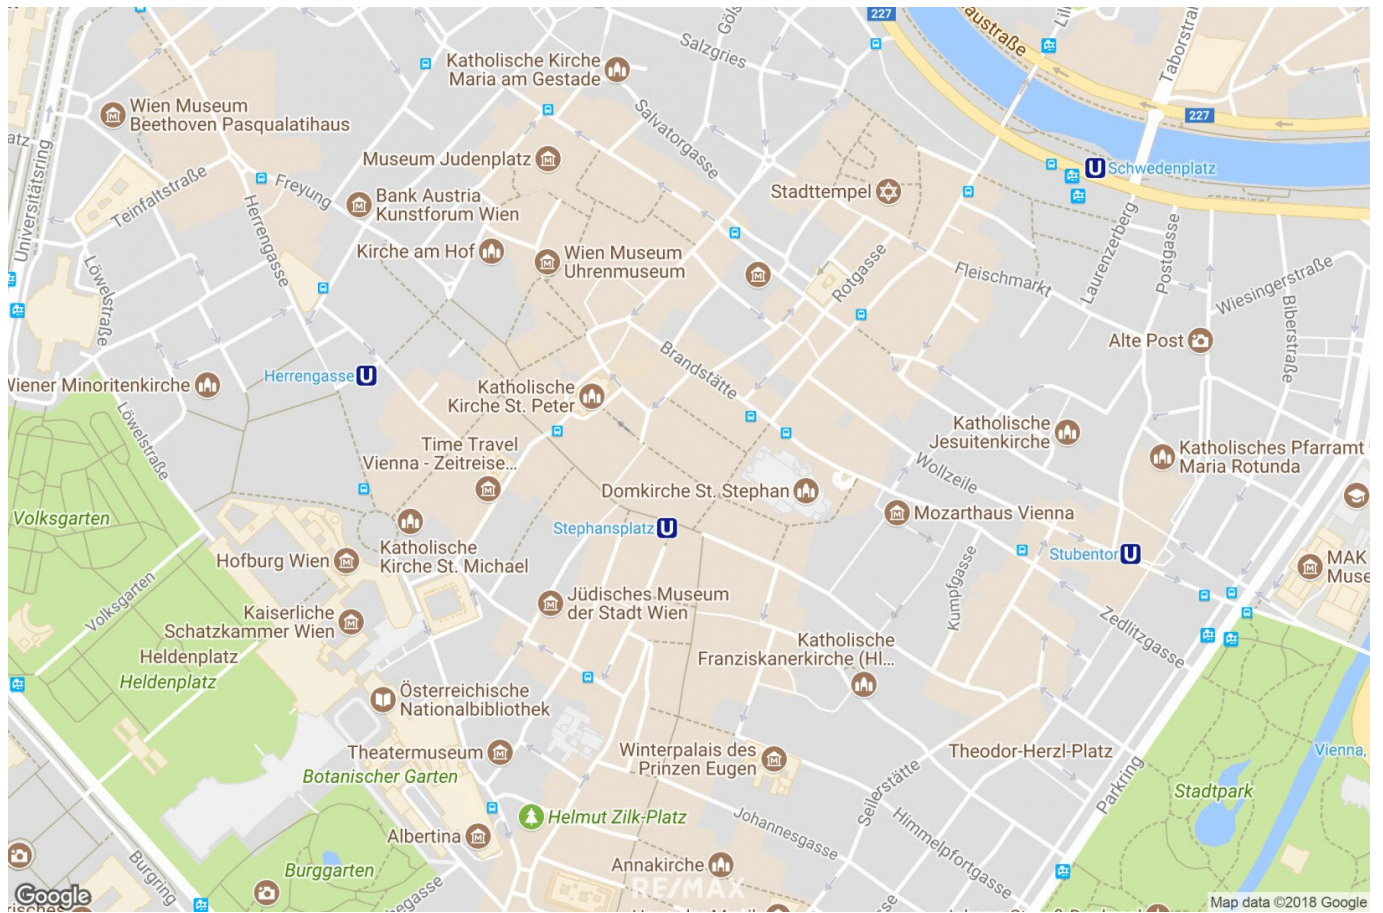 227
Salzgries
Taborstraße
Katholische Kirche
Maria am Gestade
Wien Museum
Beethoven Pasqualatihaus
227
Salvatorgasse
Museum Judenplatz
Universitätsring
Teinfaltstraße
Freyung
Bank Austria
Kunstforum Wien
Stadttempel
U Schwedenplatz
Herrengasse
Kirche am Hof
Wien Museum
Uhrenmuseum
Rotgasse
Fleischmarkt
Laurenzerberg
Postgasse
Wiesingerstraße
Biberstraße
Löwelstraße
Alte Post
Brandstätte
Herrengasse U
Wiener Minoritenkirche
Katholische
Kirche St. Peter
Löwelstraße
Time Travel
Vienna - Zeitreise...
Katholische
Jesuitenkirche
Wollzeile
Katholisches Pfarramt
Maria Rotunda
Domkirche St. Stephan
Mozarthaus Vienna
Volksgarten
Stephansplatz U
Stubentor U
Hofburg Wien
Katholische
Kirche St. Michael
MAK
Volksgarten
Kumpfgasse
Jüdisches Museum
der Stadt Wien
Kaiserliche
Schatzkammer Wien
Zedlitzgasse
Heldenplatz
Heldenplatz
Katholische
Franziskanerkirche (Hl...
Österreichische
Nationalbibliothek
Theatermuseum
Winterpalais des
Prinzen Eugen
Theodor-Herzl-Platz
Vienna,
Botanischer Garten
Seilerstätte
Parkring
Stadtpark
Helmut Zilk-Platz
Johannesgasse
Himmelpfortgasse
Albertina
Burggarten
Burgring
Annakirche
RE/MAX
Google
Map data ©2018 Google